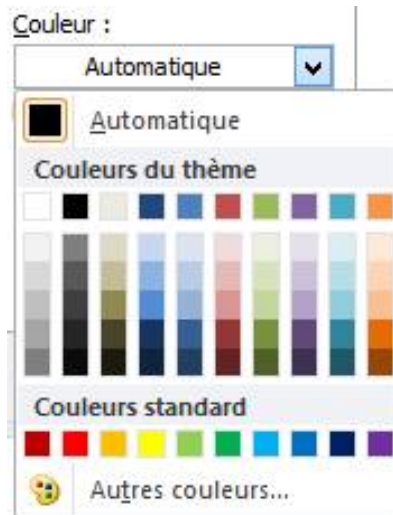 Couleur :
Automatique
Automatique
Couleurs du thème
Couleurs standard
Autres couleurs...